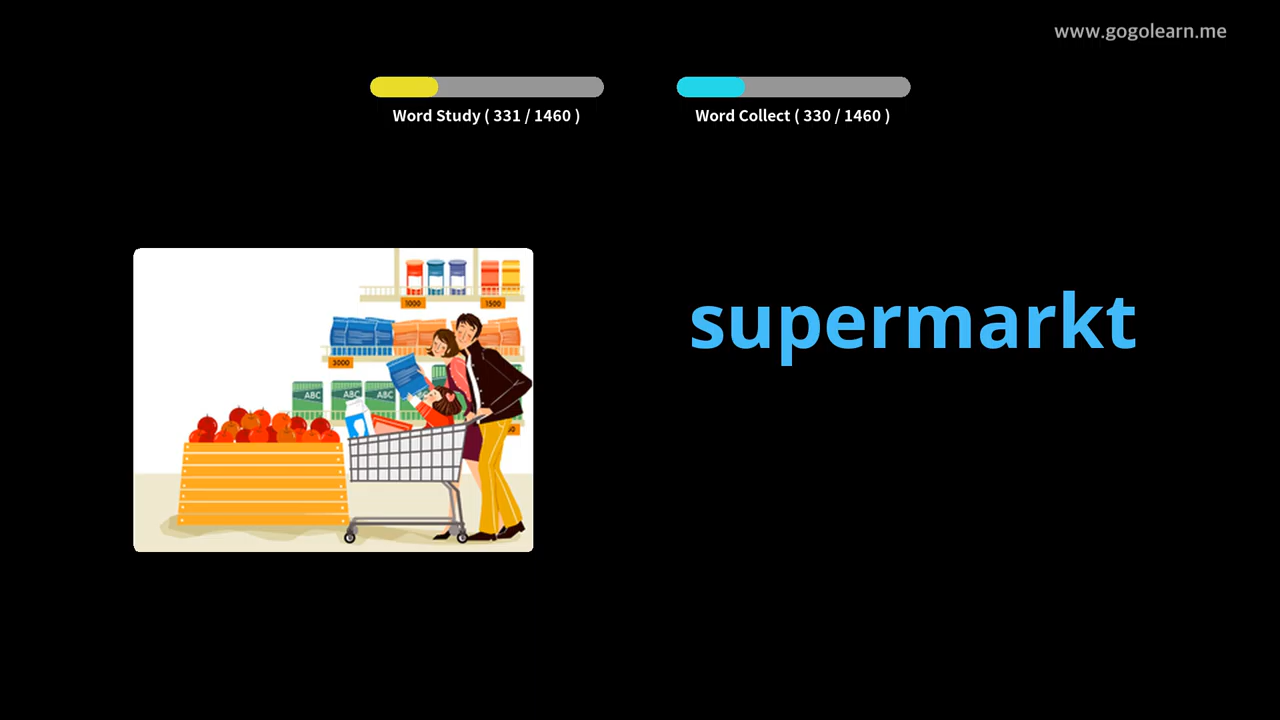 www.gogolearn.me
Word Study ( 331 / 1460 )
Word Collect ( 330 / 1460 )
supermarkt
1000
1500
3000
ABC
ABC
ABC